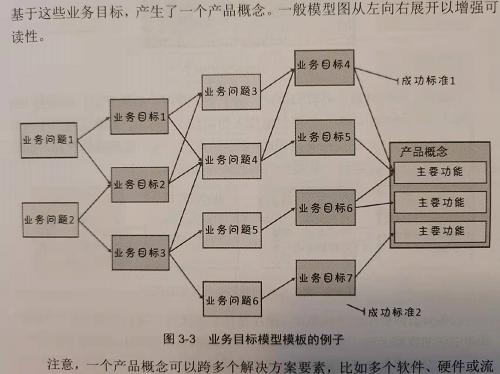 基于这些业务目标，产生了一个产品概念。一般模型图从左向右展开以增强可
读性。
业务目标4
成功标准1
业务问题3
业务目标1
业务问题1
业务目标5
产品概念
主要功能
业务问题4
业务目标2
主要功能
业务目标6
业务问题2
业务问题5
主要功能
业务目标3
业务目标7
业务问题6
成功标准2
图 3-3 业务目标模型模板的例子
注意，一个产品概念可以跨多个解决方案要素，比如多个软件、硬件或流